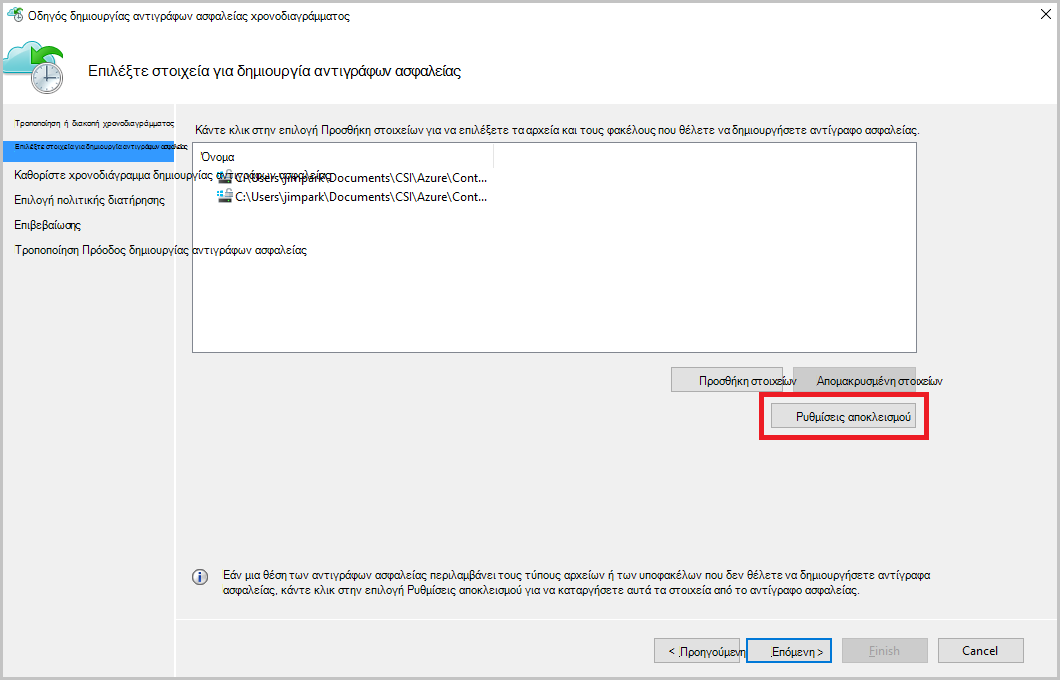 Οδηγός δημιουργίας αντιγράφων ασφαλείας χρονοδιαγράμματος
Επιλέξτε στοιχεία για δημιουργία αντιγράφων ασφαλείας
Τροποποίηση ή διακοπή χρονοδιαγράμματος
Επιλέξτε στοιχεία για δημιουργία αντιγράφων ασφαλείας
Καθορίστε χρονοδιάγραμμα δημιουργίας αντιγράφων ασφαλείας
Επιλογή πολιτικής διατήρησης
Επιβεβαίωσης
Τροποποίηση Πρόοδος δημιουργίας αντιγράφων ασφαλείας
Κάντε κλικ στην επιλογή Προσθήκη στοιχείων για να επιλέξετε τα αρχεία και τους φακέλους που θέλετε να δημιουργήσετε αντίγραφο ασφαλείας.
Όνομα
C:\Users\jimpark\Documents\CSI\Azure\Cont...
C:\Users\jimpark\Documents\CSI\Azure\Cont...
Προσθήκη στοιχείων
Απομακρυσμένη στοιχείων
Ρυθμίσεις αποκλεισμού
Εάν μια θέση των αντιγράφων ασφαλείας περιλαμβάνει τους τύπους αρχείων ή των υποφακέλων που δεν θέλετε να δημιουργήσετε αντίγραφα
ασφαλείας, κάντε κλικ στην επιλογή Ρυθμίσεις αποκλεισμού για να καταργήσετε αυτά τα στοιχεία από το αντίγραφο ασφαλείας.
< Προηγούμενη
Επόμενη >
Finish
Cancel